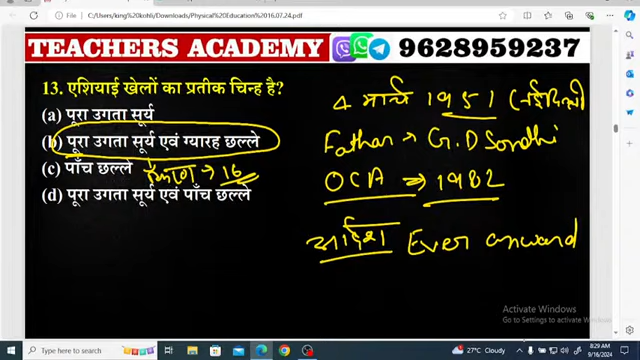 C:/Users/king%20kohli/Downloads/Physical%20Education%2016.07.24.pdf
TEACHERS ACADEMY 9628959237
13. एशियाई खेलों का प्रतीक चिन्ह है?
(a) पूरा उगता सूर्य
(b) पूरा उगता सूर्य एवं ग्यारह छल्ले
(c) पाँच छल्ले किरण → 16
(d) पूरा उगता सूर्य एवं पाँच छल्ले
4 मार्च 1951 (नई दिल्ली)
Father → G.D Sondhi
OCA → 1982
आदर्श Ever onward
Activate Windows
Go to Settings to activate Windows.
Type here to search
27°C Cloudy
8:29 AM
9/16/2024